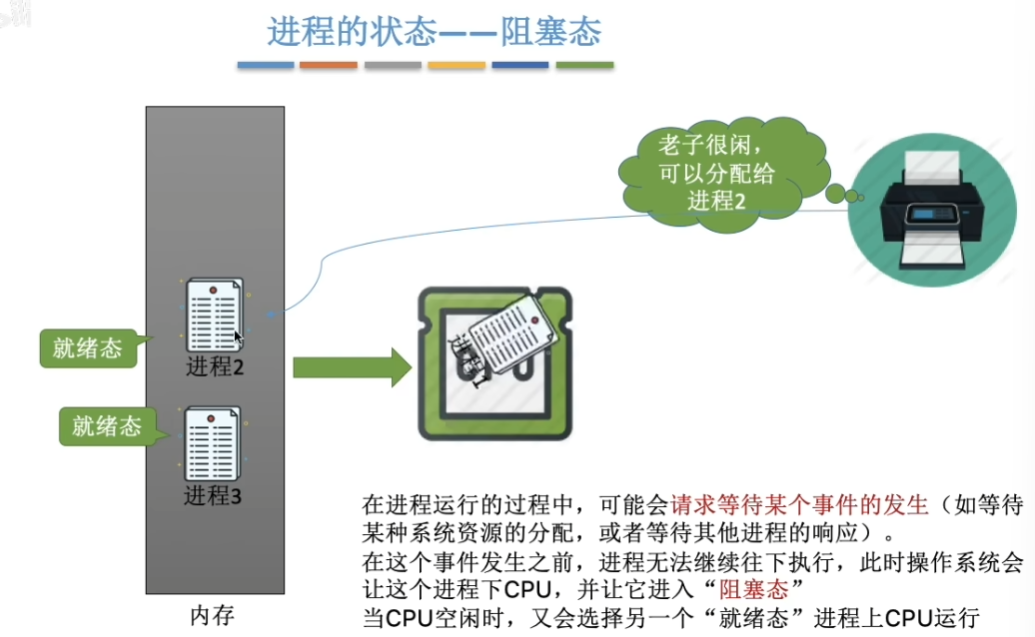 进程的状态——阻塞态
老子很闲，
可以分配给
进程2
就绪态
进程2
进程1
就绪态
进程3
在进程运行的过程中，可能会请求等待某个事件的发生（如等待
某种系统资源的分配，或者等待其他进程的响应）。
在这个事件发生之前，进程无法继续往下执行，此时操作系统会
让这个进程下CPU，并让它进入“阻塞态”
当CPU空闲时，又会选择另一个“就绪态”进程上CPU运行
内存